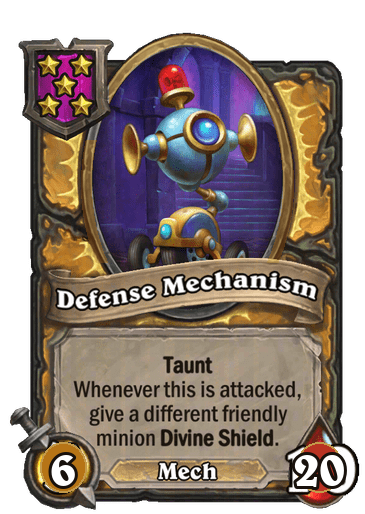 Defense Mechanism
Taunt
Whenever this is attacked,
give a different friendly
minion Divine Shield.
6
Mech
20